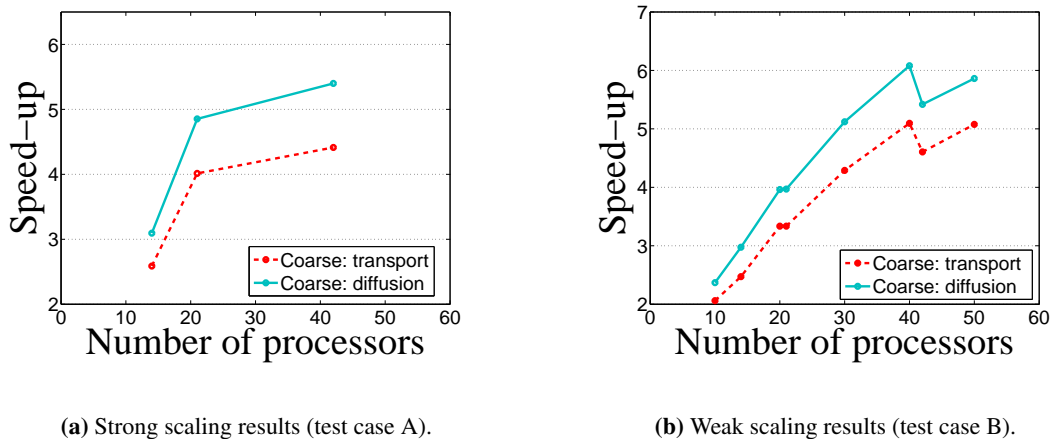 6
5
4
3
2
0 10 20 30 40 50 60
Speed−up
Number of processors
Coarse: transport
Coarse: diffusion
(a) Strong scaling results (test case A).
7
6
5
4
3
2
0 10 20 30 40 50 60
Speed−up
Number of processors
Coarse: transport
Coarse: diffusion
(b) Weak scaling results (test case B).